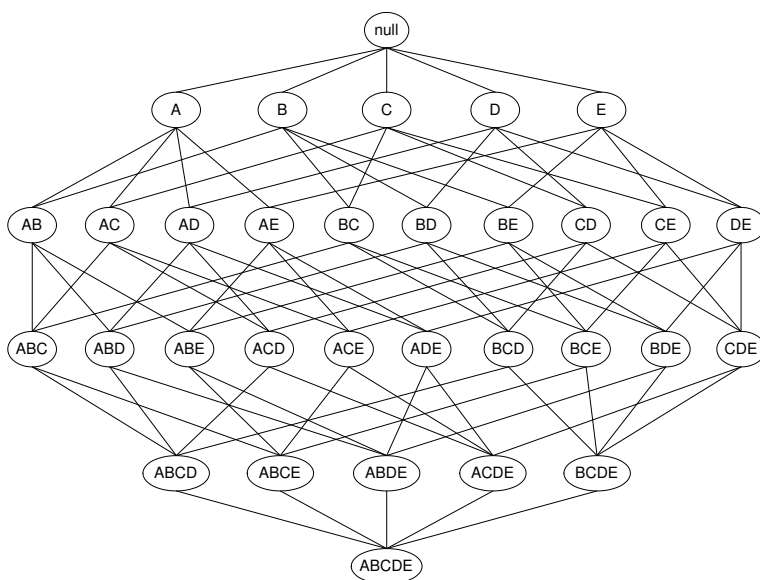 null
A B C D E
AB AC AD AE BC BD BE CD CE DE
ABC ABD ABE ACD ACE ADE BCD BCE BDE CDE
ABCD ABCE ABDE ACDE BCDE
ABCDE